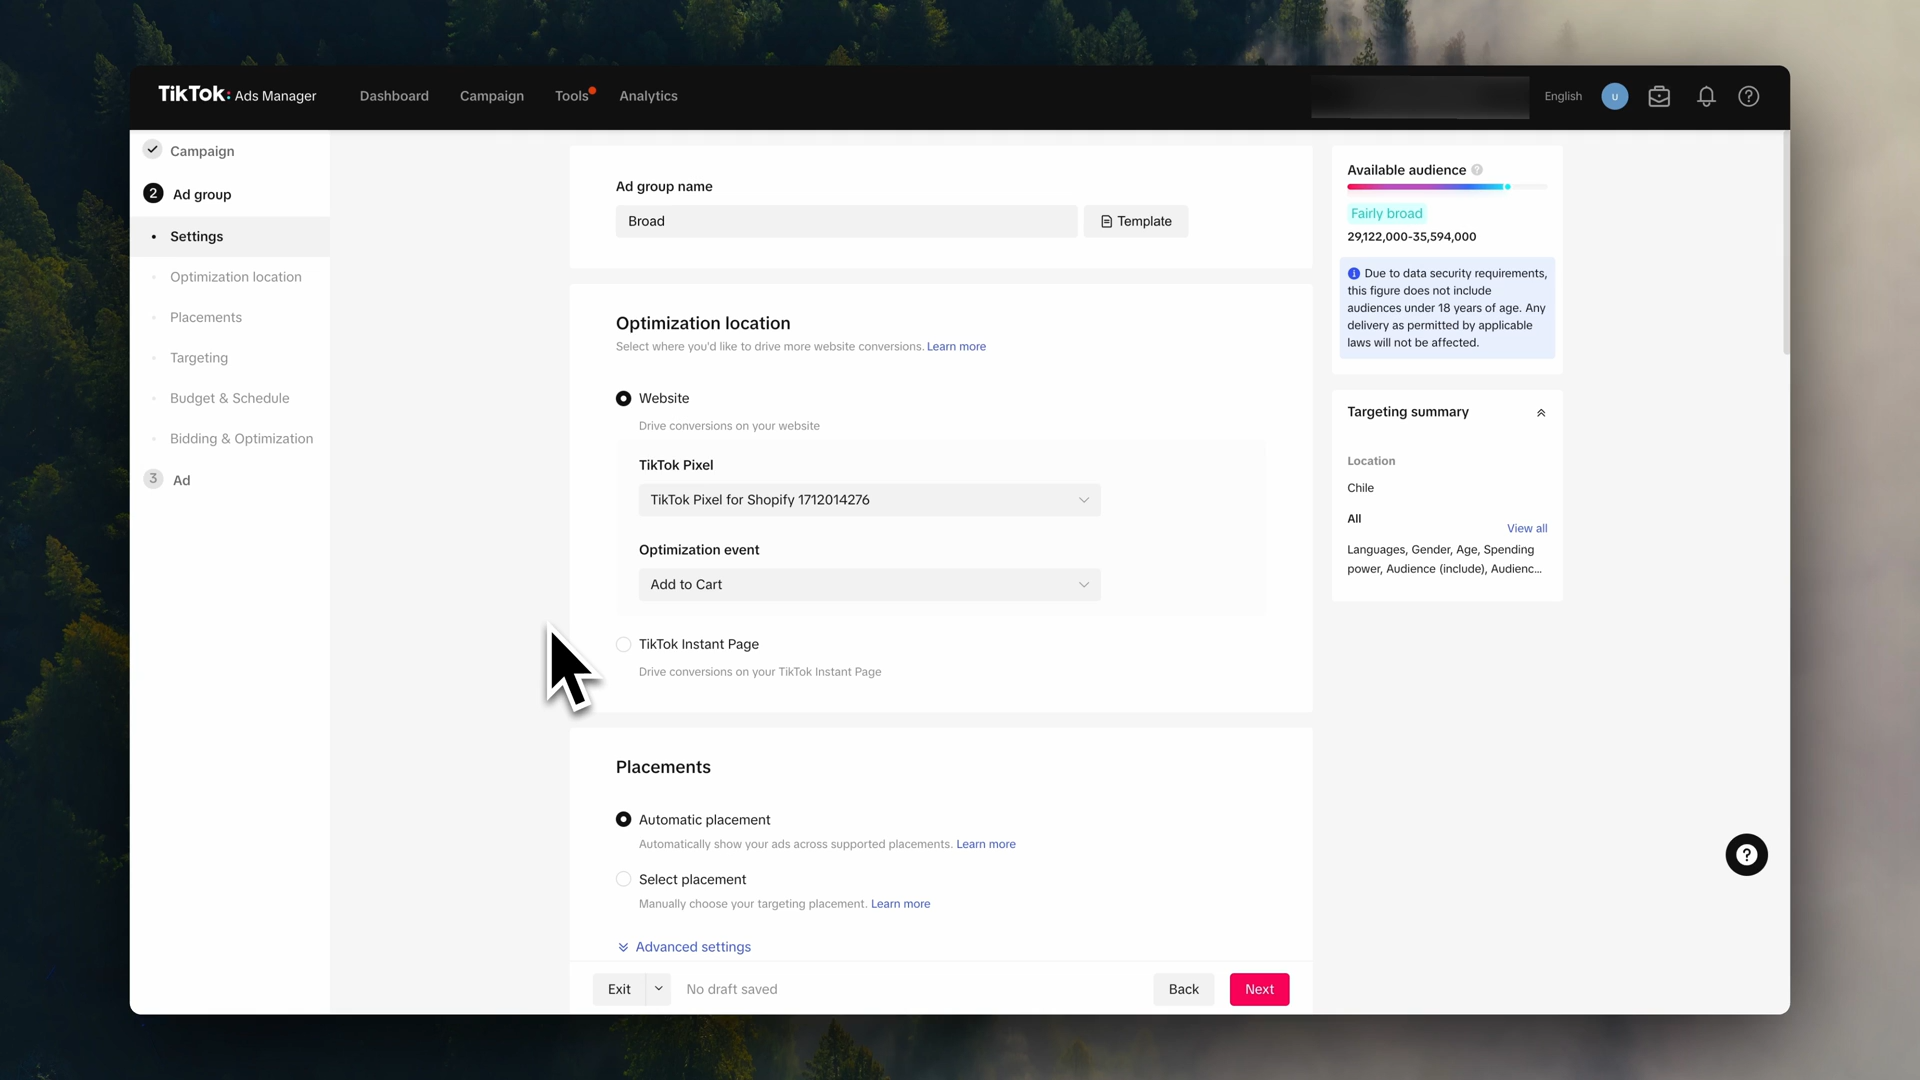 TikTok: Ads Manager
Dashboard
Campaign
Tools
Analytics
English
U
Campaign
2 Ad group
Settings
Optimization location
Placements
Targeting
Budget & Schedule
Bidding & Optimization
3 Ad
Ad group name
Broad
Template
Optimization location
Select where you'd like to drive more website conversions. Learn more
Website
Drive conversions on your website
TikTok Pixel
TikTok Pixel for Shopify 1712014276
Optimization event
Add to Cart
TikTok Instant Page
Drive conversions on your TikTok Instant Page
Placements
Automatic placement
Automatically show your ads across supported placements. Learn more
Select placement
Manually choose your targeting placement. Learn more
Advanced settings
Exit
No draft saved
Back
Next
Available audience
Fairly broad
29,122,000-35,594,000
Due to data security requirements,
this figure does not include
audiences under 18 years of age. Any
delivery as permitted by applicable
laws will not be affected.
Targeting summary
Location
Chile
All
View all
Languages, Gender, Age, Spending
power, Audience (include), Audienc...